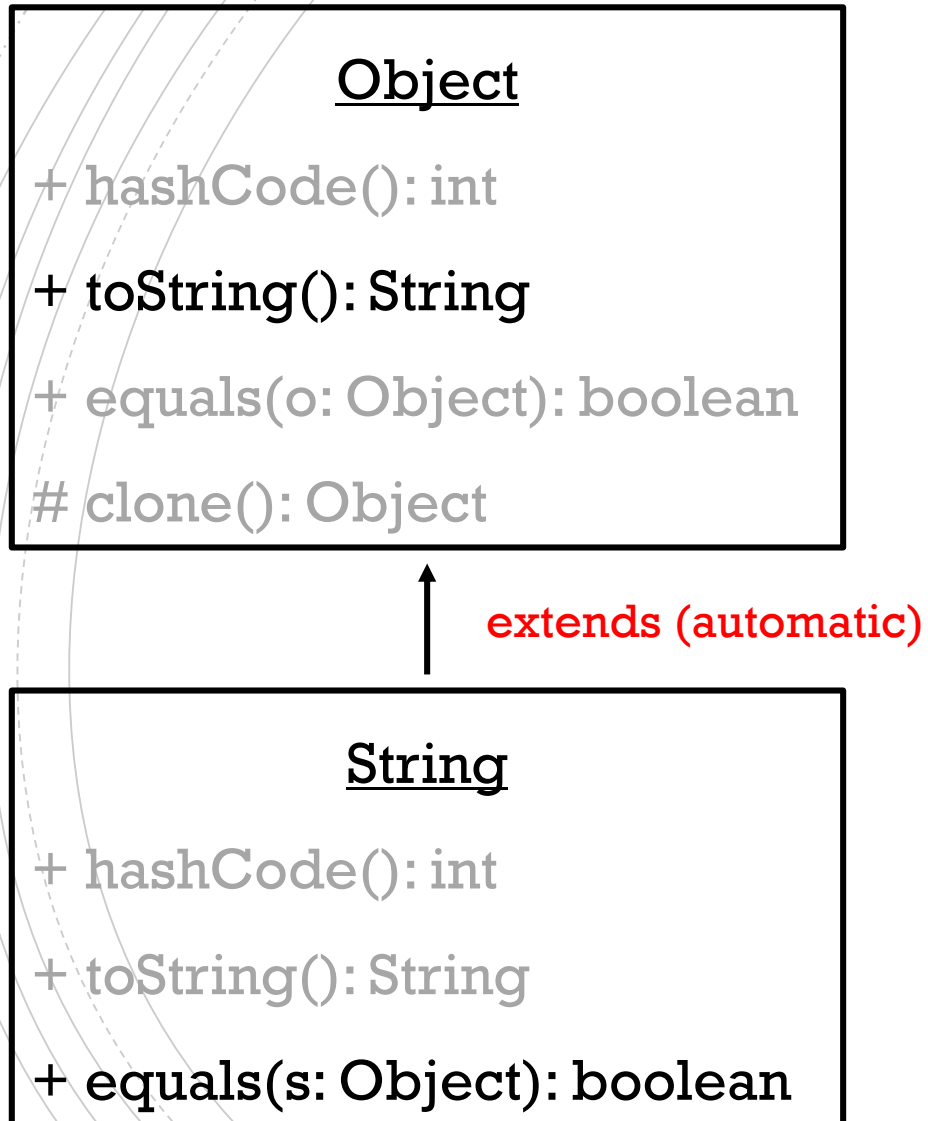 Object
+ hashCode(): int
+ toString(): String
+ equals(o: Object): boolean
# clone(): Object
extends (automatic)
String
+ hashCode(): int
+ toString(): String
+ equals(s: Object): boolean